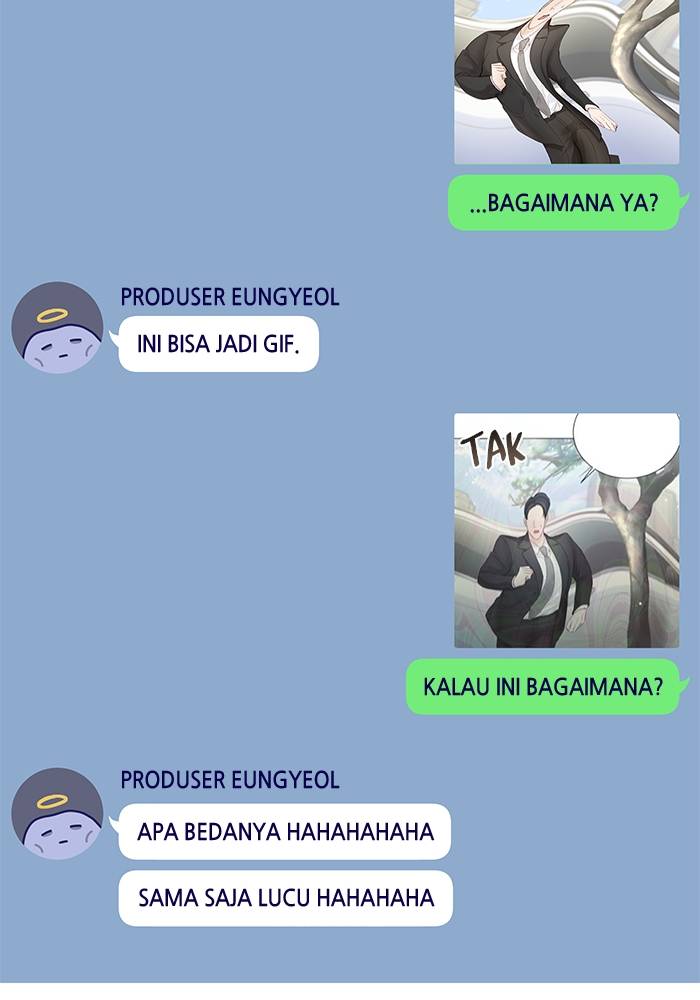 ...BAGAIMANA YA?
PRODUSER EUNGYEOL
INI BISA JADI GIF.
TAK
KALAU INI BAGAIMANA?
PRODUSER EUNGYEOL
APA BEDANYA HAHAHAHAHA
SAMA SAJA LUCU HAHAHAHA